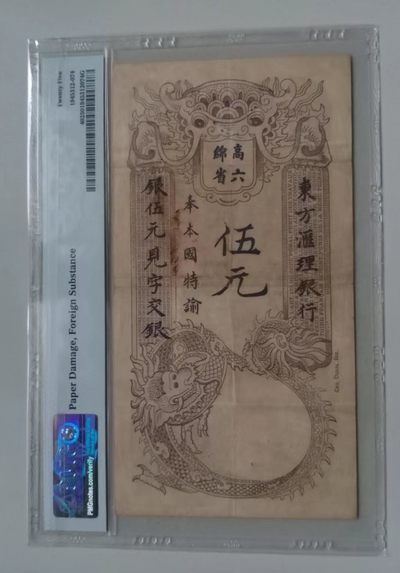 東方滙理銀行
高六
綿省
伍元
奉本國特諭
銀伍元見字交銀
Twenty Five
Paper Damage, Foreign Substance
PMGnotes.com/verify